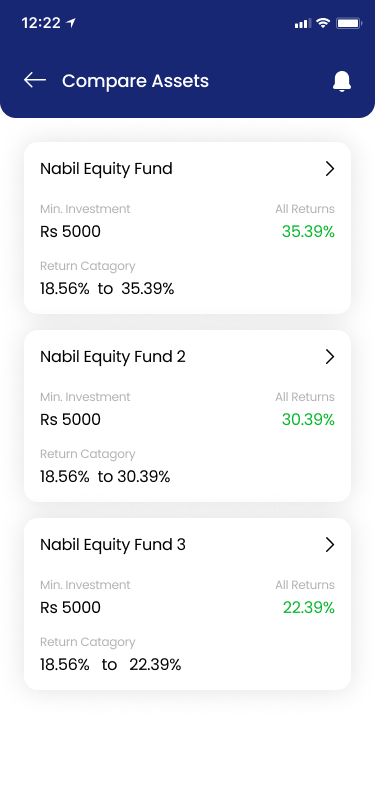 12:22
Compare Assets
Nabil Equity Fund
Min. Investment All Returns
Rs 5000 35.39%
Return Catagory
18.56% to 35.39%
Nabil Equity Fund 2
Min. Investment All Returns
Rs 5000 30.39%
Return Catagory
18.56% to 30.39%
Nabil Equity Fund 3
Min. Investment All Returns
Rs 5000 22.39%
Return Catagory
18.56% to 22.39%